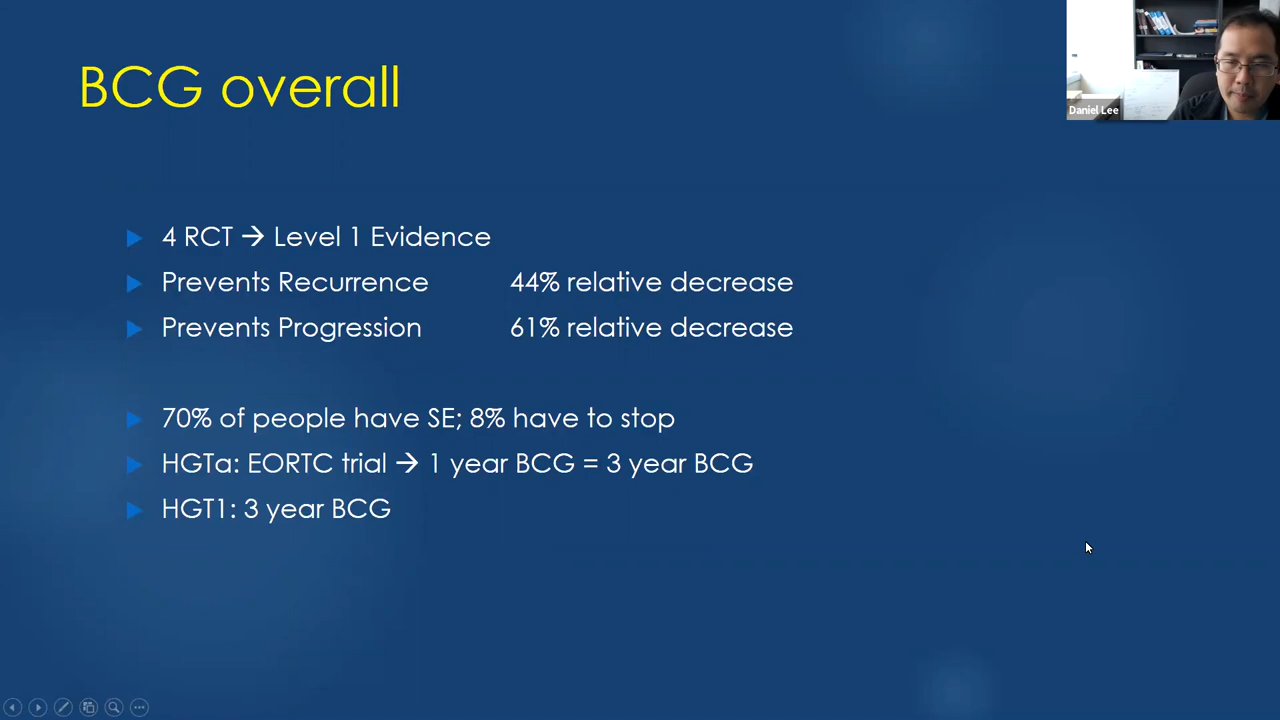 BCG overall
Daniel Lee
4 RCT → Level 1 Evidence
Prevents Recurrence 44% relative decrease
Prevents Progression 61% relative decrease
70% of people have SE; 8% have to stop
HGTa: EORTC trial → 1 year BCG = 3 year BCG
HGT1: 3 year BCG